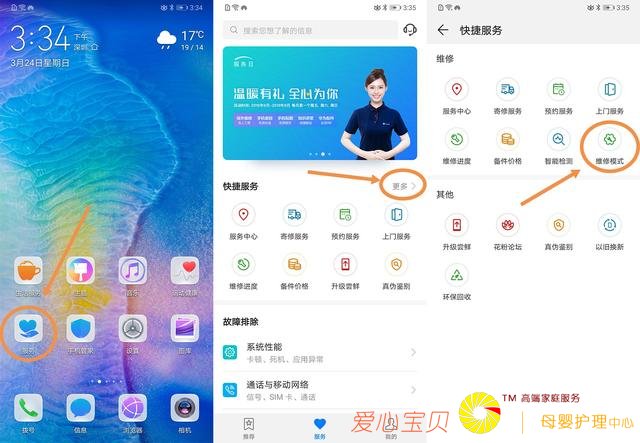 3:34
3:34
下午
深圳
3月24日星期日
17℃
19 / 14
生活服务
主题
音乐
运动健康
服务
手机管家
设置
图库
拨号
信息
浏览器
相机
3:35
搜索您想了解的信息
服务日
温暖有礼 全心为你
快捷服务
更多
服务中心
寄修服务
预约服务
上门服务
维修进度
备件价格
升级尝鲜
真伪鉴别
故障排除
系统性能
卡顿、死机、应用异常
通话与移动网络
信号、SIM 卡、通话
推荐
服务
我的
3:35
快捷服务
维修
服务中心
寄修服务
预约服务
上门服务
维修进度
备件价格
智能检测
维修模式
其他
升级尝鲜
花粉论坛
真伪鉴别
以旧换新
环保回收
爱心宝贝
TM 高端家庭服务
母婴护理中心